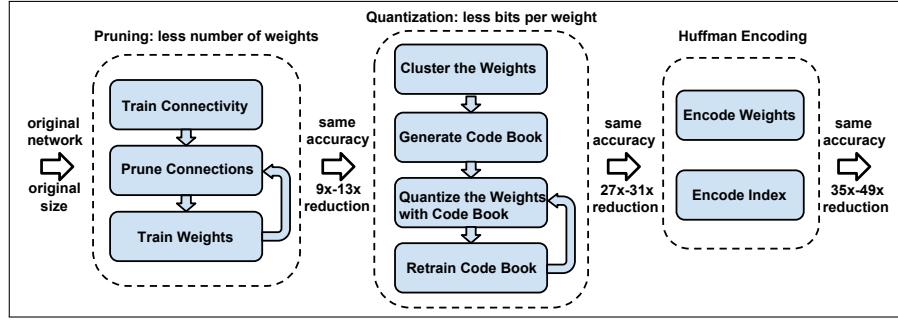 Pruning: less number of weights
Train Connectivity
Prune Connections
Train Weights
original
network
original
size
same
accuracy
9x-13x
reduction
Quantization: less bits per weight
Cluster the Weights
Generate Code Book
Quantize the Weights
with Code Book
Retrain Code Book
same
accuracy
27x-31x
reduction
Huffman Encoding
Encode Weights
Encode Index
same
accuracy
35x-49x
reduction